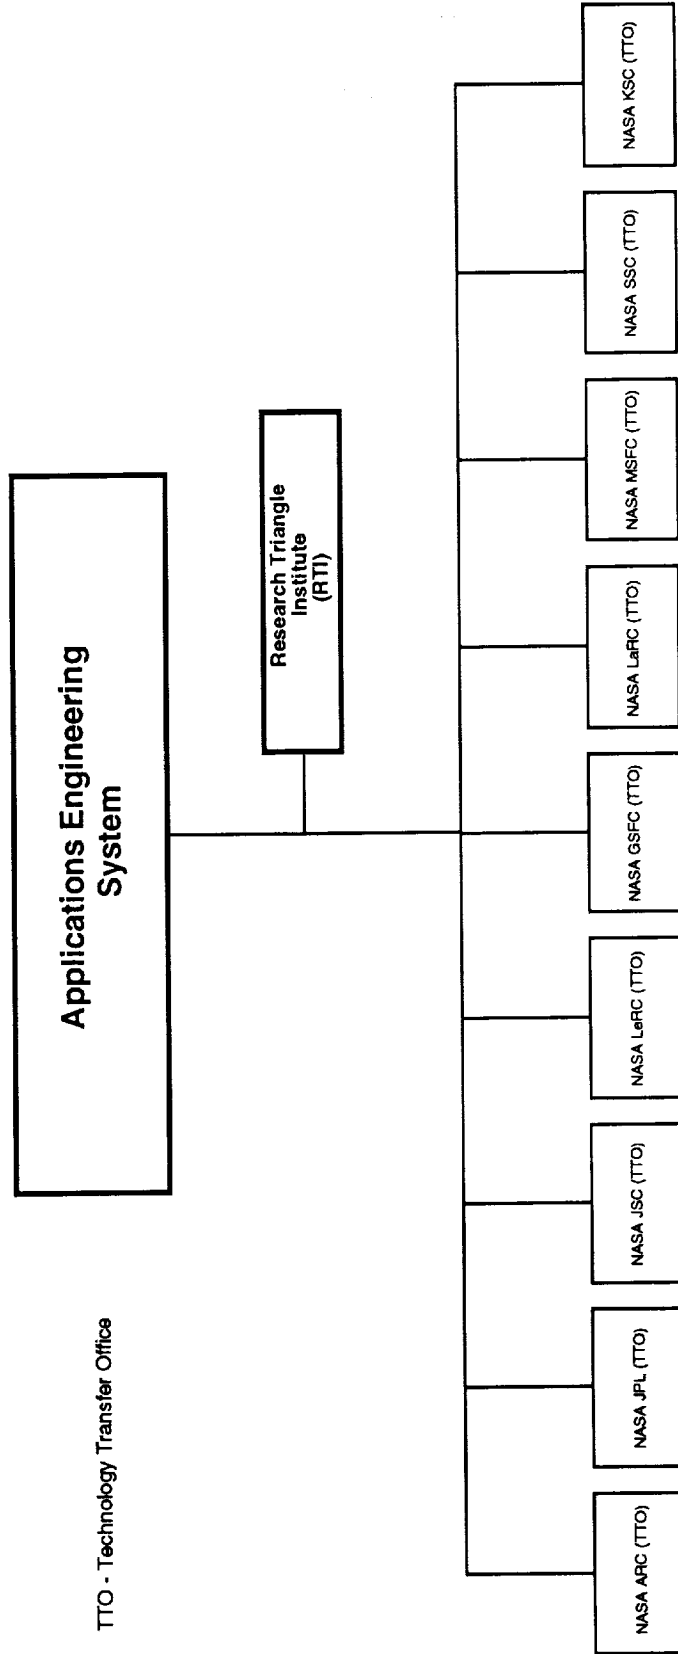 TTO - Technology Transfer Office
Applications Engineering
System
Research Triangle
Institute
(RTI)
NASA ARC (TTO)
NASA JPL (TTO)
NASA JSC (TTO)
NASA LeRC (TTO)
NASA GSFC (TTO)
NASA LaRC (TTO)
NASA MSFC (TTO)
NASA SSC (TTO)
NASA KSC (TTO)